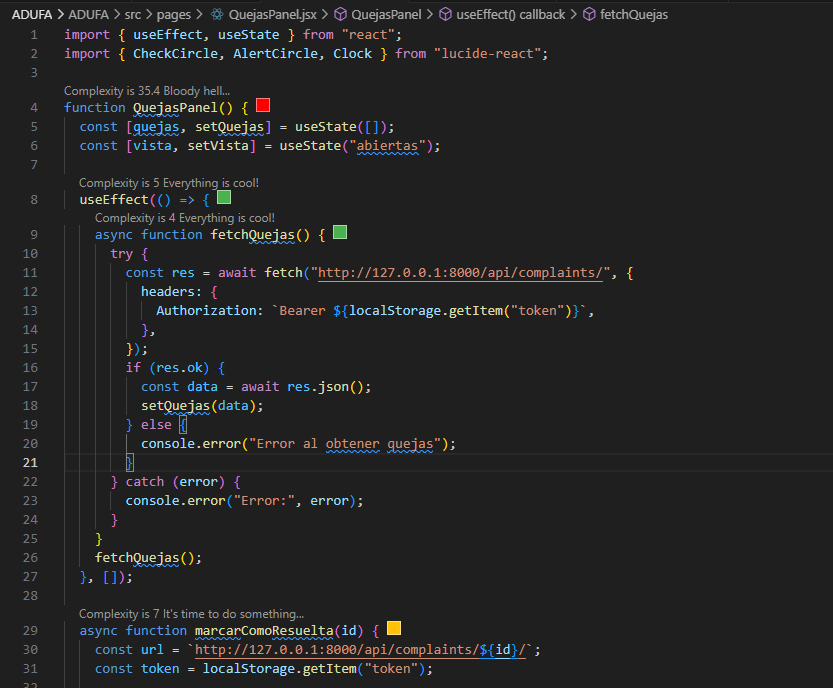 ADUFA > ADUFA > src > pages > QuejasPanel.jsx > QuejasPanel > useEffect() callback > fetchQuejas
1 import { useEffect, useState } from "react";
2 import { CheckCircle, AlertCircle, Clock } from "lucide-react";
3
Complexity is 35.4 Bloody hell...
4 function QuejasPanel() {
5   const [quejas, setQuejas] = useState([]);
6   const [vista, setVista] = useState("abiertas");
7
Complexity is 5 Everything is cool!
8   useEffect(() => {
Complexity is 4 Everything is cool!
9     async function fetchQuejas() {
10       try {
11         const res = await fetch("http://127.0.0.1:8000/api/complaints/", {
12           headers: {
13             Authorization: `Bearer ${localStorage.getItem("token")}`,
14           },
15         });
16         if (res.ok) {
17           const data = await res.json();
18           setQuejas(data);
19         } else {
20           console.error("Error al obtener quejas");
21         }
22       } catch (error) {
23         console.error("Error:", error);
24       }
25     }
26     fetchQuejas();
27   }, []);
28
Complexity is 7 It's time to do something...
29   async function marcarComoResuelta(id) {
30     const url = `http://127.0.0.1:8000/api/complaints/${id}/`;
31     const token = localStorage.getItem("token");
32